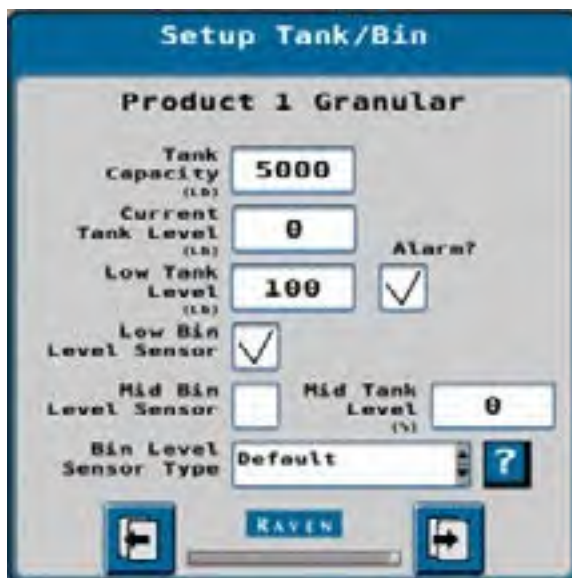 Setup Tank/Bin
Product 1 Granular
Tank
Capacity
(Lb)
5000
Current
Tank Level
(Lb)
0
Alarm?
Low Tank
Level
(Lb)
100
Low Bin
Level Sensor
Mid Bin
Level Sensor
Mid Tank
Level
(%)
0
Bin Level
Sensor Type
Default
?
RAVEN